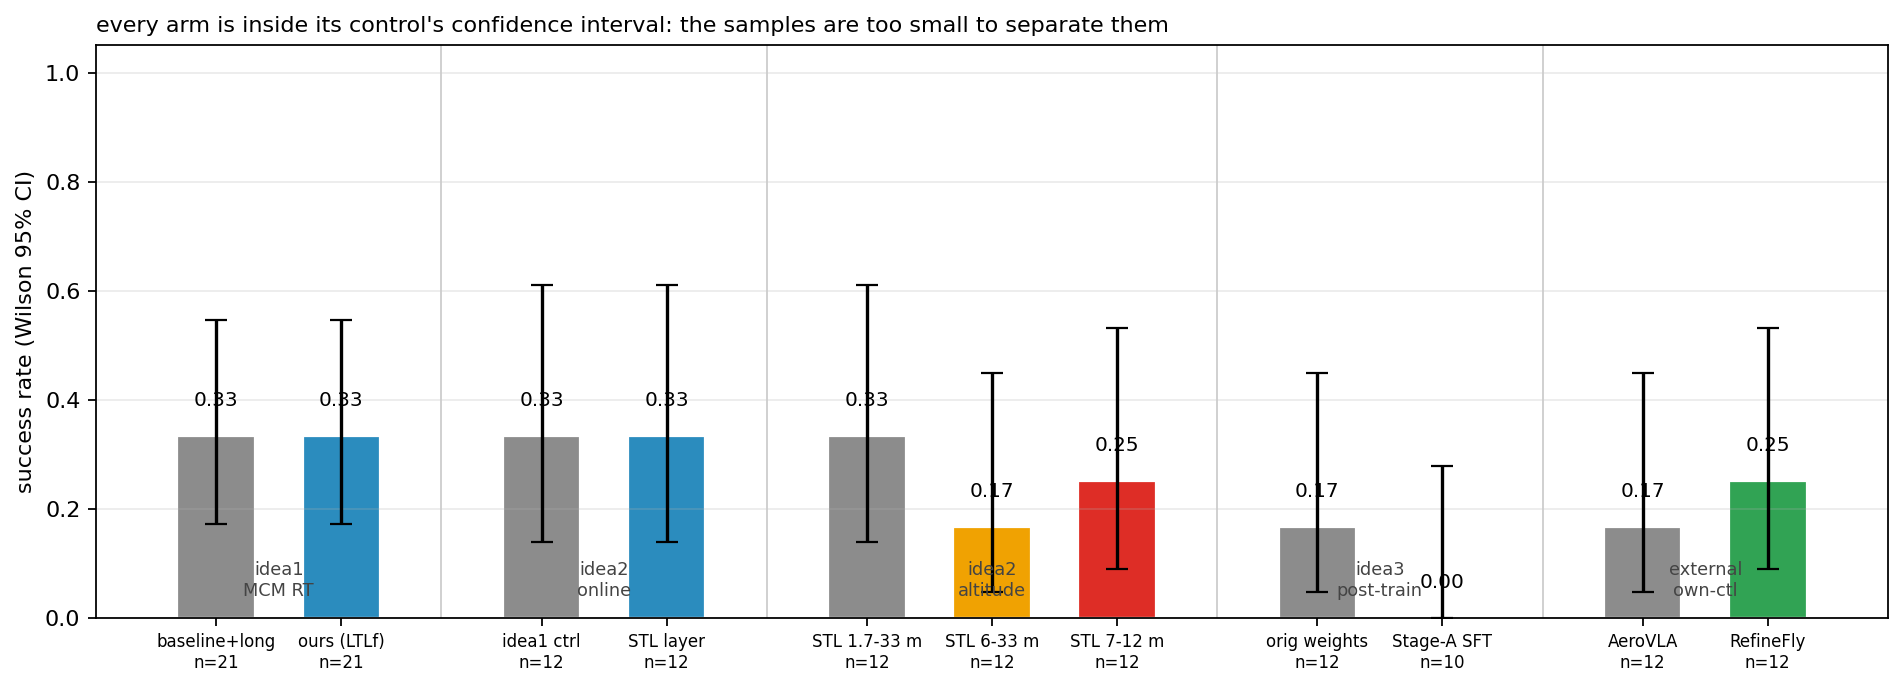 every arm is inside its control's confidence interval: the samples are too small to separate them
success rate (Wilson 95% CI)
1.0
0.8
0.6
0.4
0.2
0.0
0.33
0.33
0.33
0.33
0.33
0.17
0.25
0.17
0.00
0.17
0.25
idea1
MCM RT
idea2
online
idea2
altitude
idea3
post-train
external
own-ctl
baseline+long
n=21
ours (LTLf)
n=21
idea1 ctrl
n=12
STL layer
n=12
STL 1.7-33 m
n=12
STL 6-33 m
n=12
STL 7-12 m
n=12
orig weights
n=12
Stage-A SFT
n=10
AeroVLA
n=12
RefineFly
n=12